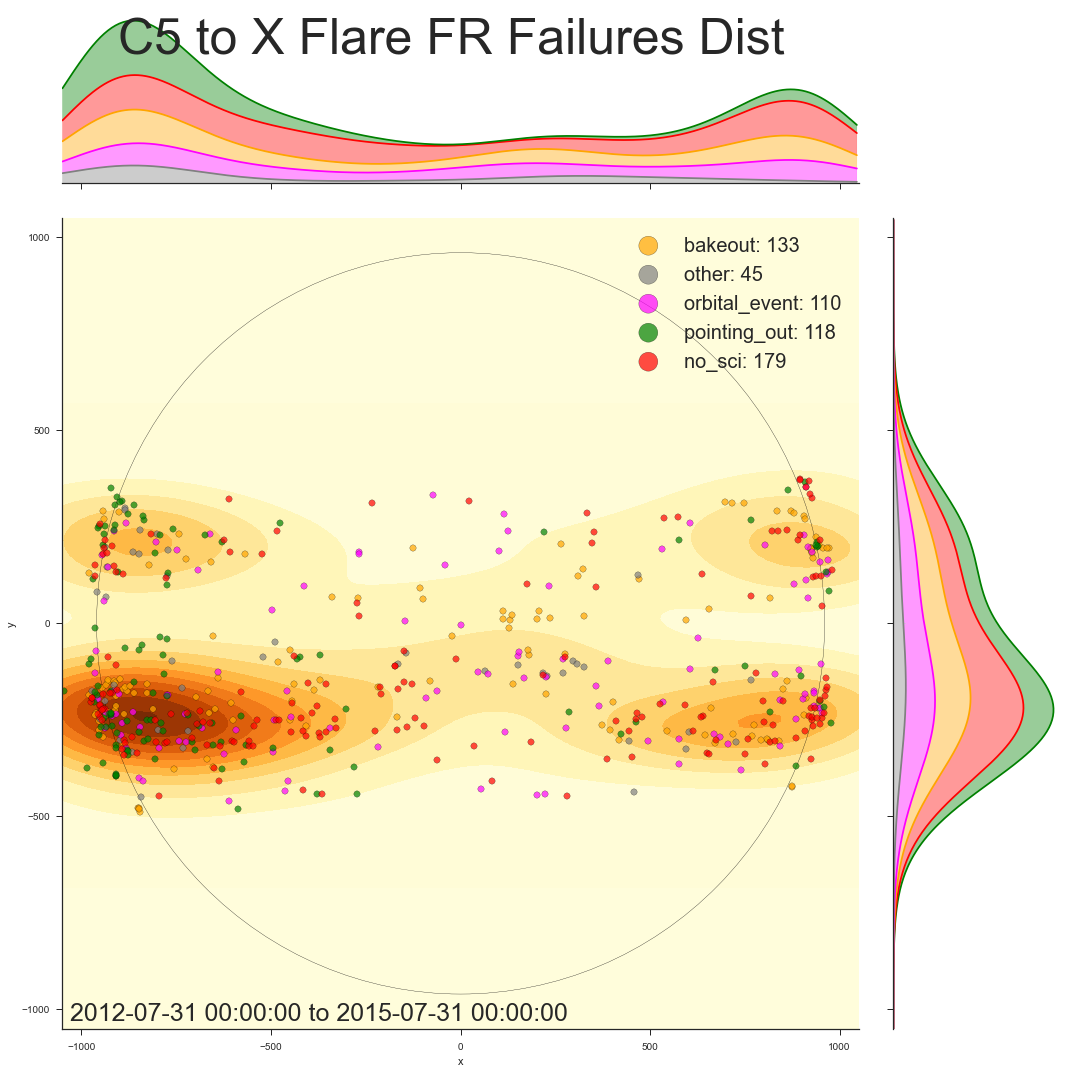 C5 to X Flare FR Failures Dist
1000
bakeout: 133
other: 45
orbital_event: 110
pointing_out: 118
no_sci: 179
500
y
0
−500
−1000
2012-07-31 00:00:00 to 2015-07-31 00:00:00
−1000 −500 0 500 1000
x